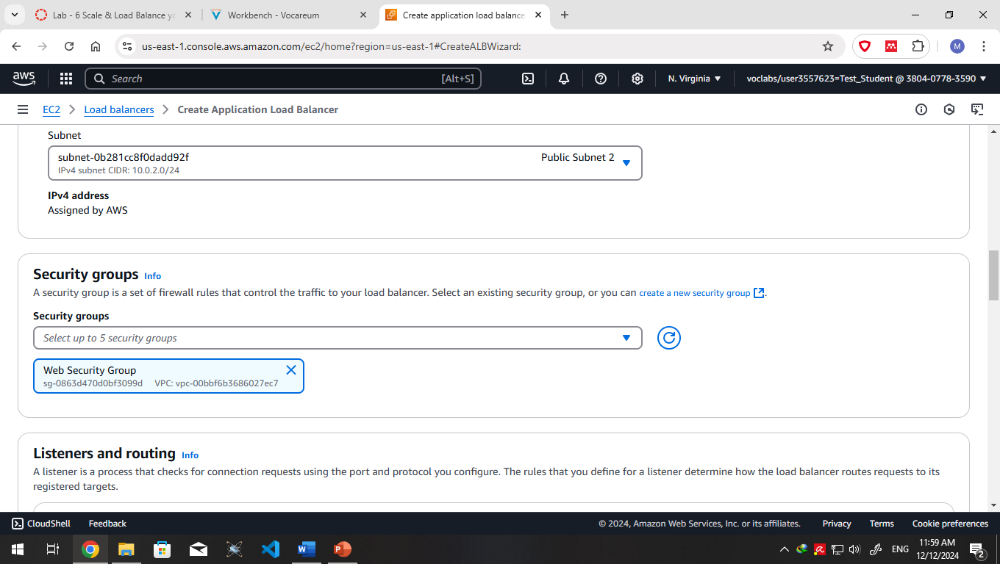 Lab - 6 Scale & Load Balance yo
Workbench - Vocareum
Create application load balance
us-east-1.console.aws.amazon.com/ec2/home?region=us-east-1#CreateALBWizard:
M
aws
Search
[Alt+S]
N. Virginia
voclabs/user3557623=Test_Student @ 3804-0778-3590
EC2
Load balancers
Create Application Load Balancer
Subnet
subnet-0b281cc8f0dadd92f
Public Subnet 2
IPv4 subnet CIDR: 10.0.2.0/24
IPv4 address
Assigned by AWS
Security groups Info
A security group is a set of firewall rules that control the traffic to your load balancer. Select an existing security group, or you can create a new security group.
Security groups
Select up to 5 security groups
Web Security Group
sg-0863d470d0bf3099d VPC: vpc-00bbf6b3686027ec7
Listeners and routing Info
A listener is a process that checks for connection requests using the port and protocol you configure. The rules that you define for a listener determine how the load balancer routes requests to its
registered targets.
CloudShell
Feedback
© 2024, Amazon Web Services, Inc. or its affiliates.
Privacy
Terms
Cookie preferences
ENG
11:59 AM
12/12/2024
2